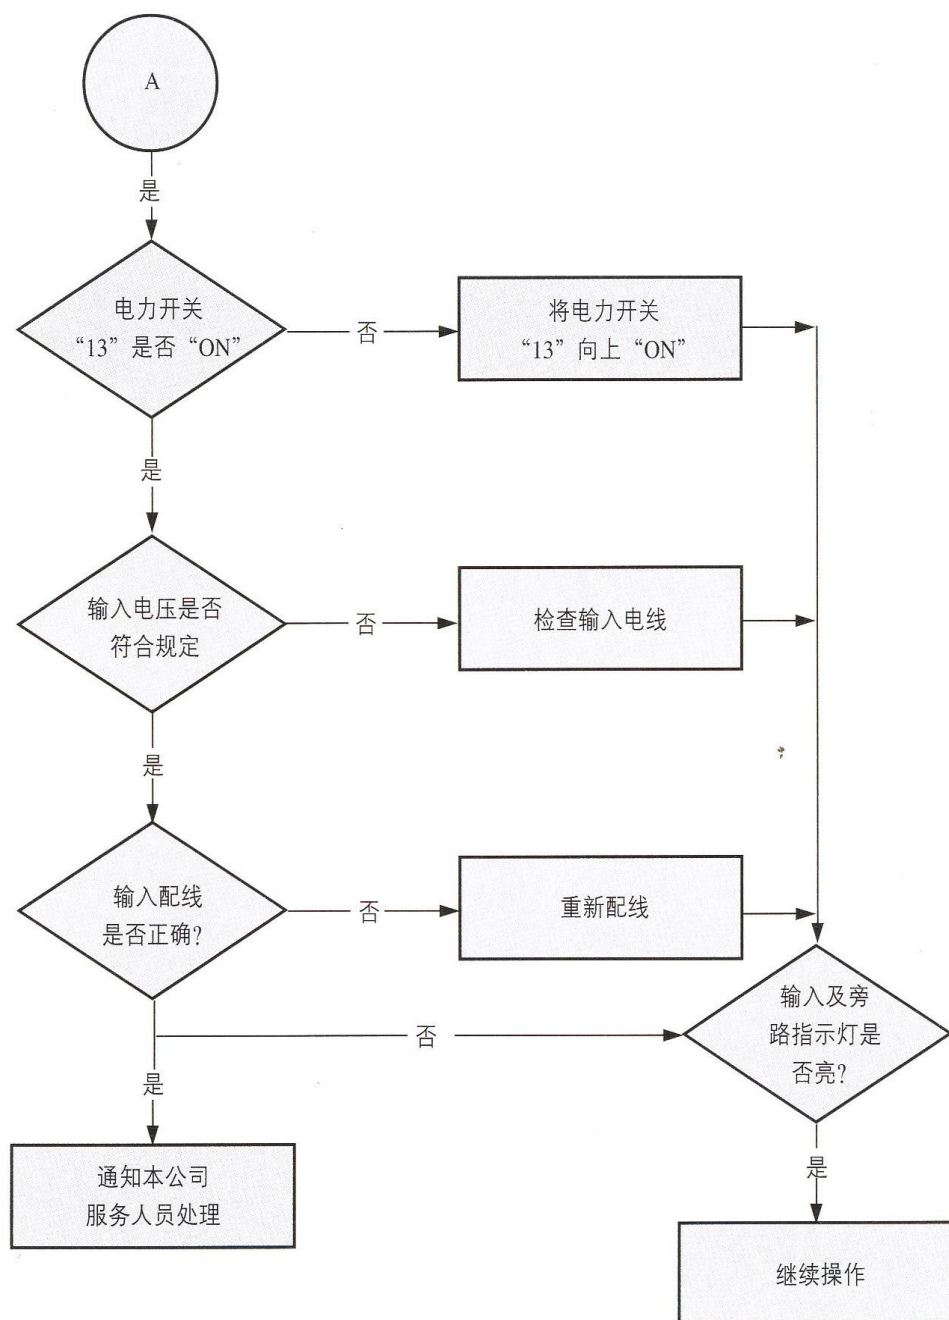 A
是
电力开关
“13”是否“ON”
否
将电力开关
“13”向上“ON”
是
输入电压是否
符合规定
否
检查输入电线
是
输入配线
是否正确?
否
重新配线
输入及旁
路指示灯是
否亮?
否
是
通知本公司
服务人员处理
是
继续操作